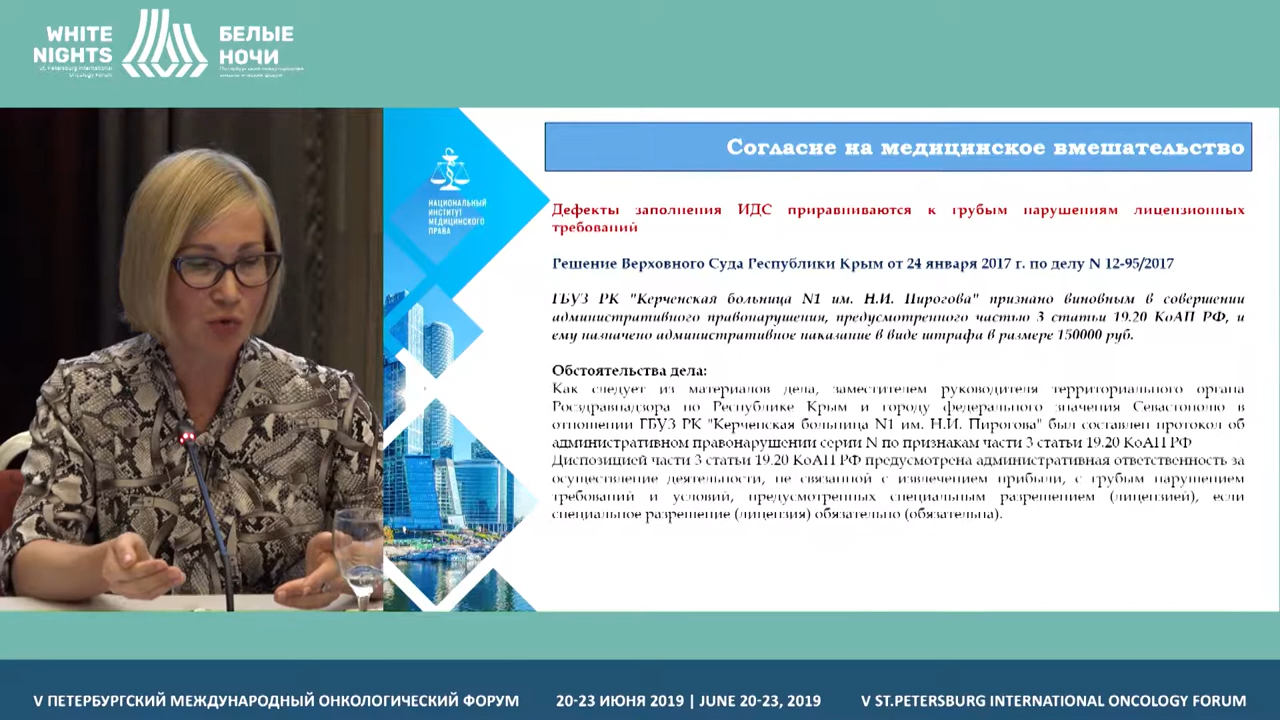 WHITE
NIGHTS
St. Petersburg International
Oncology Forum
БЕЛЫЕ
НОЧИ
НАЦИОНАЛЬНЫЙ
ИНСТИТУТ
МЕДИЦИНСКОГО
ПРАВА
Согласие на медицинское вмешательство
Дефекты заполнения ИДС приравниваются к грубым нарушениям лицензионных
требований
Решение Верховного Суда Республики Крым от 24 января 2017 г. по делу N 12-95/2017
ГБУЗ РК "Керченская больница N1 им. Н.И. Пирогова" признано виновным в совершении
административного правонарушения, предусмотренного частью 3 статьи 19.20 КоАП РФ, и
ему назначено административное наказание в виде штрафа в размере 150000 руб.
Обстоятельства дела:
Как следует из материалов дела, заместителем руководителя территориального органа
Росздравнадзора по Республике Крым и городу федерального значения Севастополю в
отношении ГБУЗ РК "Керченская больница N1 им. Н.И. Пирогова" был составлен протокол об
административном правонарушении серии N по признакам части 3 статьи 19.20 КоАП РФ
Диспозицией части 3 статьи 19.20 КоАП РФ предусмотрена административная ответственность за
осуществление деятельности, не связанной с извлечением прибыли, с грубым нарушением
требований и условий, предусмотренных специальным разрешением (лицензией), если
специальное разрешение (лицензия) обязательно (обязательна).
V ПЕТЕРБУРГСКИЙ МЕЖДУНАРОДНЫЙ ОНКОЛОГИЧЕСКИЙ ФОРУМ
20-23 ИЮНЯ 2019 | JUNE 20-23, 2019
V ST.PETERSBURG INTERNATIONAL ONCOLOGY FORUM